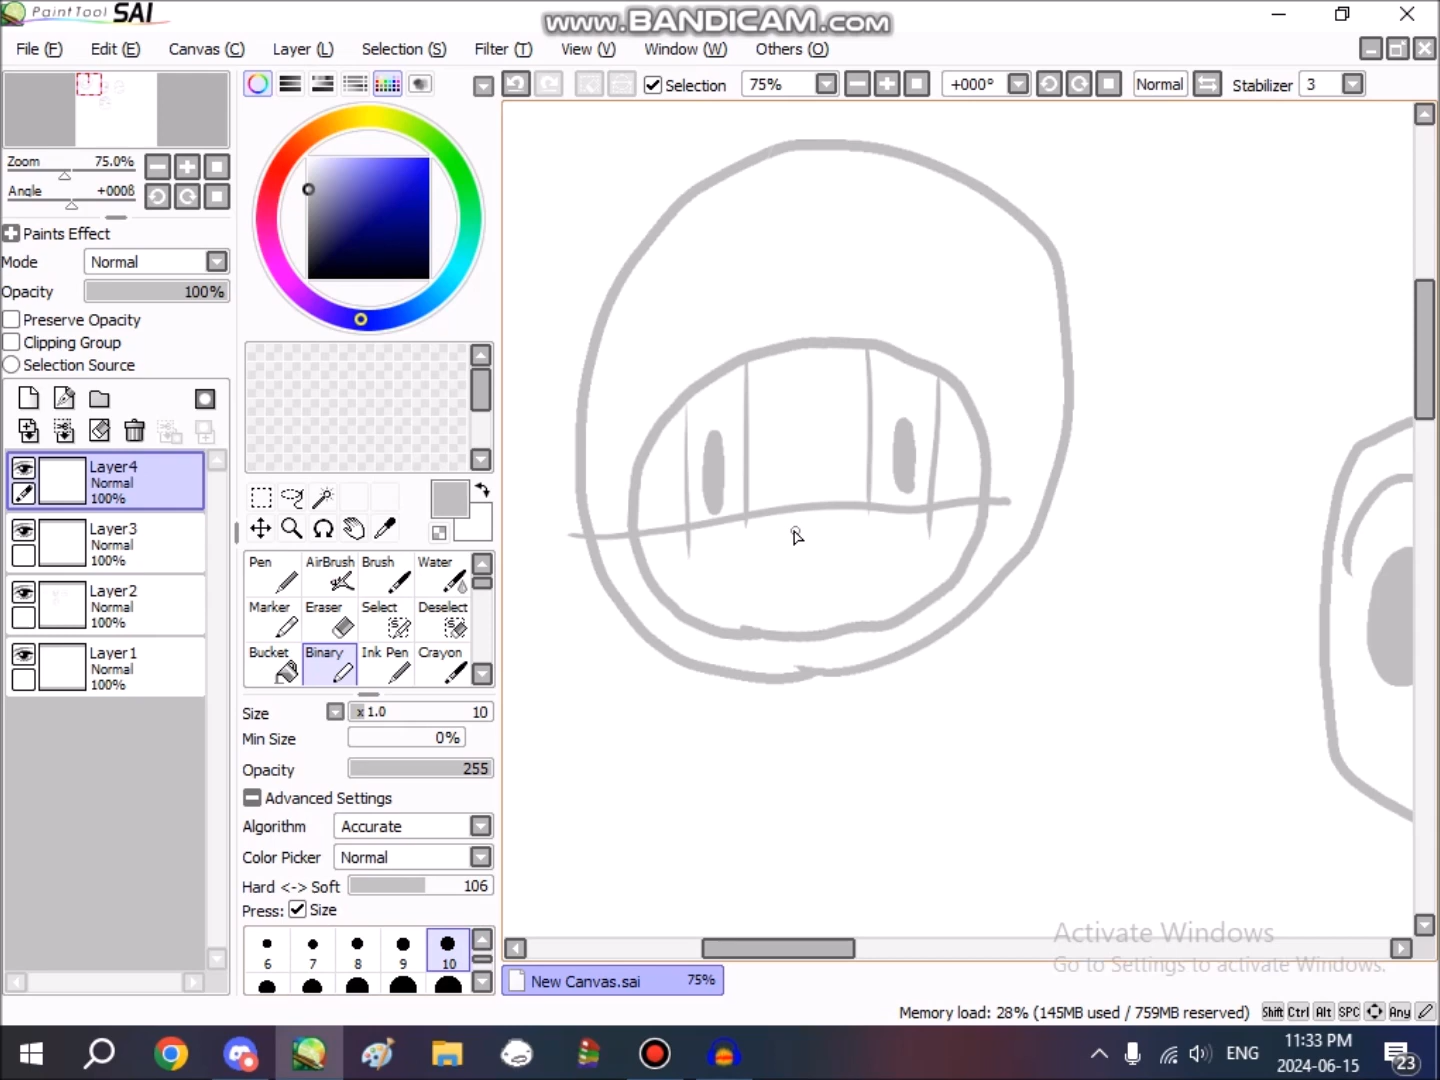 PaintTool SAI
www.BANDICAM.com
File (F) Edit (E) Canvas (C) Layer (L) Selection (S) Filter (T) View (V) Window (W) Others (O)
Selection 75% +000° Normal Stabilizer 3
Zoom 75.0%
Angle +000ß
Paints Effect
Mode Normal
Opacity 100%
Preserve Opacity
Clipping Group
Selection Source
Layer4
Normal
100%
Layer3
Normal
100%
Layer2
Normal
100%
Layer1
Normal
100%
Pen AirBrush Brush Water
Marker Eraser Select Deselect
Bucket Binary Ink Pen Crayon
Size x 1.0 10
Min Size 0%
Opacity 255
Advanced Settings
Algorithm Accurate
Color Picker Normal
Hard <-> Soft 106
Press: Size
6 7 8 9 10
Activate Windows
Go to Settings to activate Windows.
New Canvas.sai 75%
Memory load: 28% (145MB used / 759MB reserved) Shift Ctrl Alt SPC Any
ENG
11:33 PM
2024-06-15
23